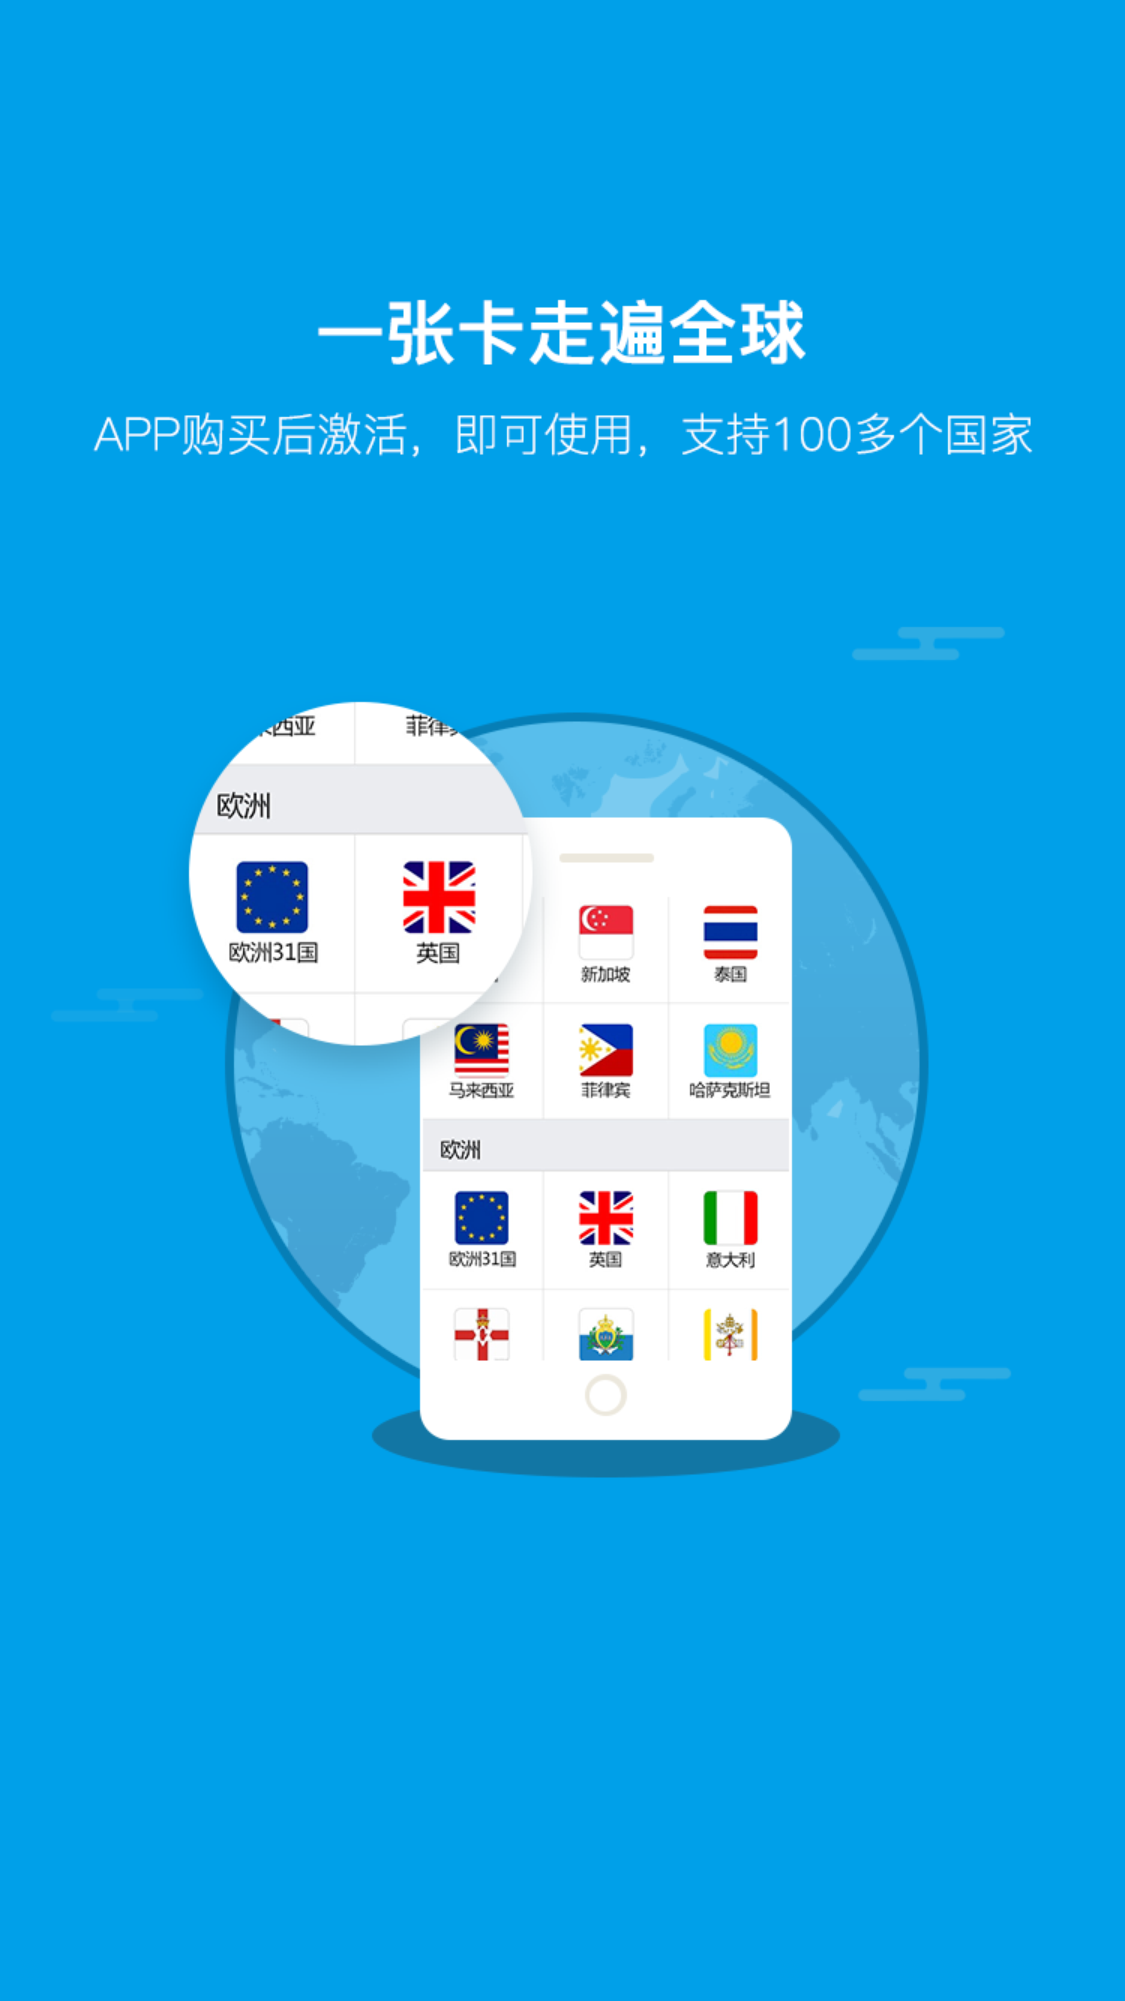 一张卡走遍全球
APP购买后激活，即可使用，支持100多个国家
来西亚 菲律宾
欧洲
欧洲31国 英国
新加坡 泰国
马来西亚 菲律宾 哈萨克斯坦
欧洲
欧洲31国 英国 意大利